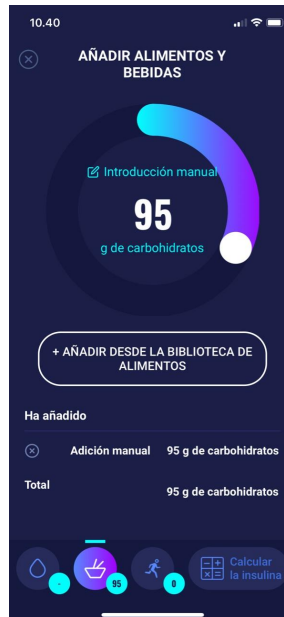 10.40
AÑADIR ALIMENTOS Y
BEBIDAS
Introducción manual
95
g de carbohidratos
+ AÑADIR DESDE LA BIBLIOTECA DE
ALIMENTOS
Ha añadido
Adición manual 95 g de carbohidratos
Total 95 g de carbohidratos
- 95 0 Calcular
la insulina